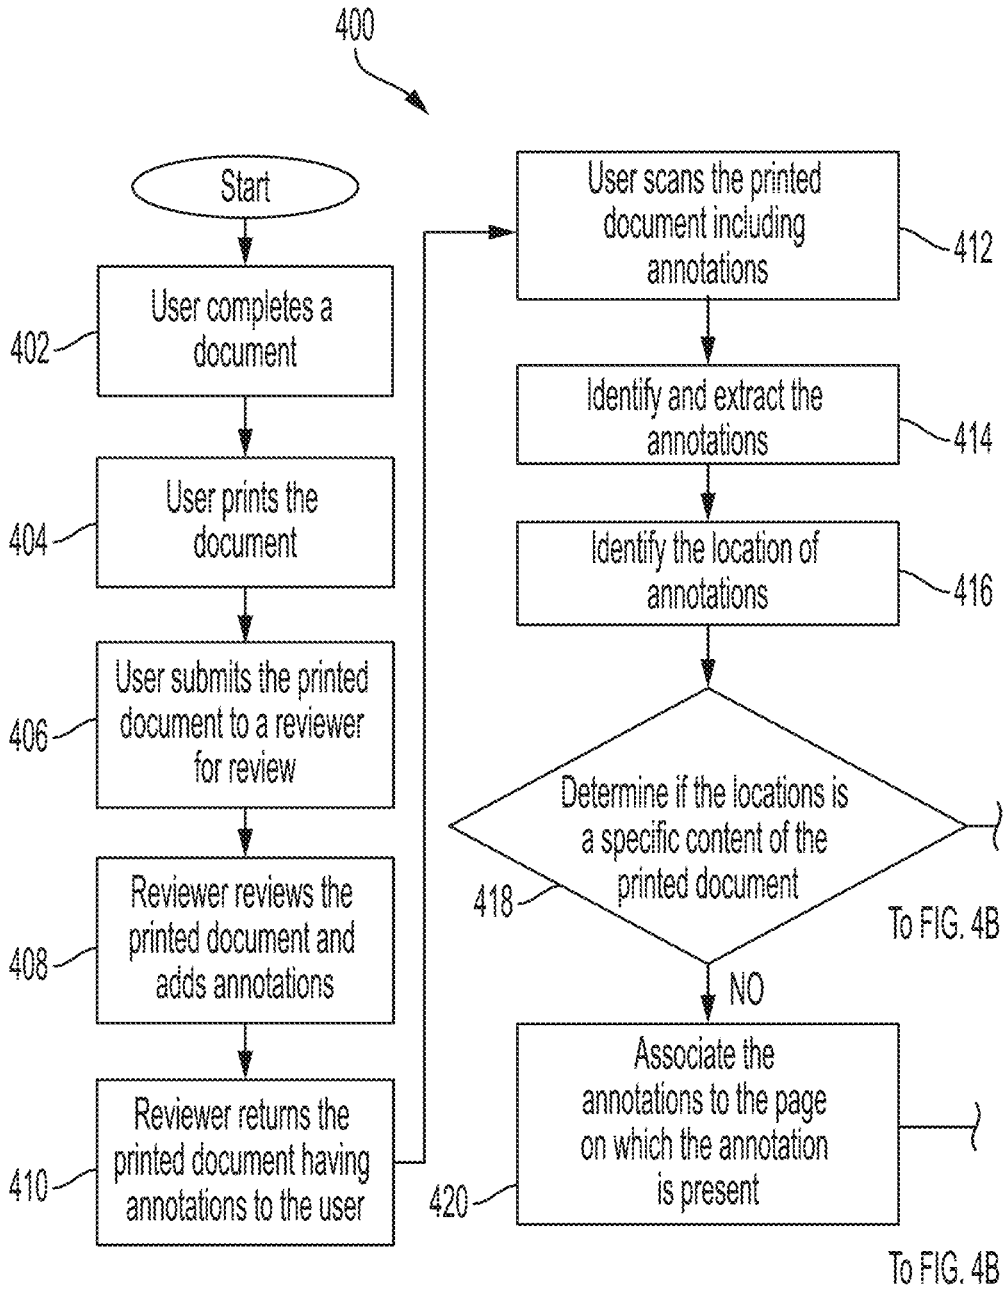 400
Start
User completes a
document
402
User prints the
document
404
User submits the printed
document to a reviewer
for review
406
Reviewer reviews the
printed document and
adds annotations
408
Reviewer returns the
printed document having
annotations to the user
410
User scans the printed
document including
annotations
412
Identify and extract the
annotations
414
Identify the location of
annotations
416
Determine if the locations is
a specific content of the
printed document
418
To FIG. 4B
NO
Associate the
annotations to the page
on which the annotation
is present
420
To FIG. 4B